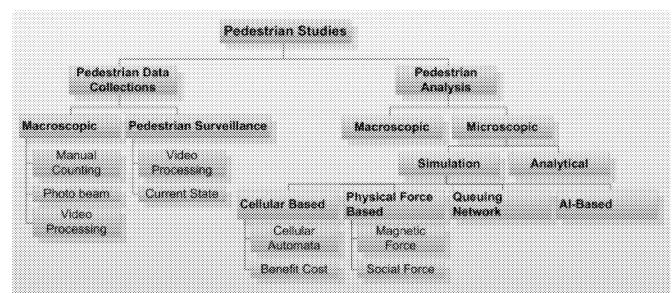 Pedestrian Studies
Pedestrian Data
Collections
Pedestrian
Analysis
Macroscopic
Pedestrian Surveillance
Macroscopic
Microscopic
Manual
Counting
Photo beam
Video
Processing
Video
Processing
Current State
Simulation
Analytical
Cellular Based
Physical Force
Based
Queuing
Network
AI-Based
Cellular
Automata
Benefit Cost
Magnetic
Force
Social Force